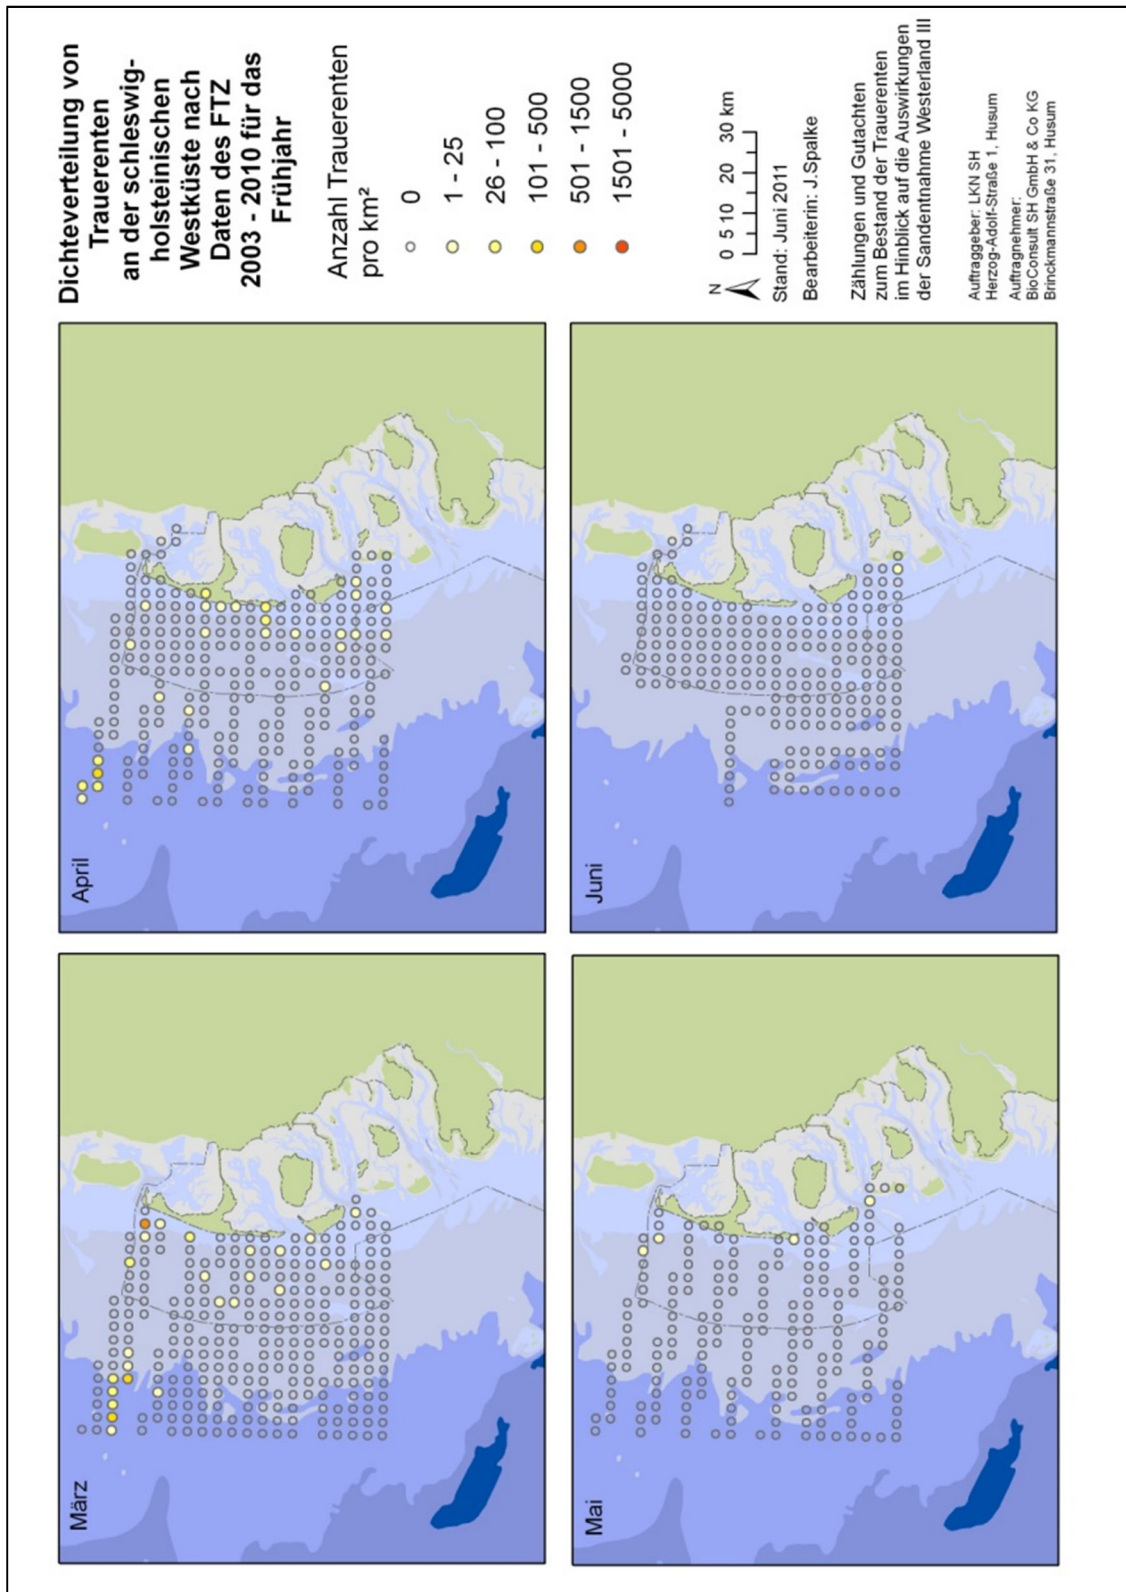 Dichteverteilung von
Trauerenten
an der schleswig-
holsteinischen
Westküste nach
Daten des FTZ
2003 - 2010 für das
Frühjahr
Anzahl Trauerenten
pro km²
0
1 - 25
26 - 100
101 - 500
501 - 1500
1501 - 5000
N
0 5 10 20 30 km
Stand: Juni 2011
Bearbeiterin: J.Spalke
Zählungen und Gutachten
zum Bestand der Trauerenten
im Hinblick auf die Auswirkungen
der Sandentnahme Westerland III
Auftraggeber: LKN SH
Herzog-Adolf-Straße 1, Husum
Auftragnehmer:
BioConsult SH GmbH & Co KG
Brinckmannstraße 31, Husum
März
April
Mai
Juni